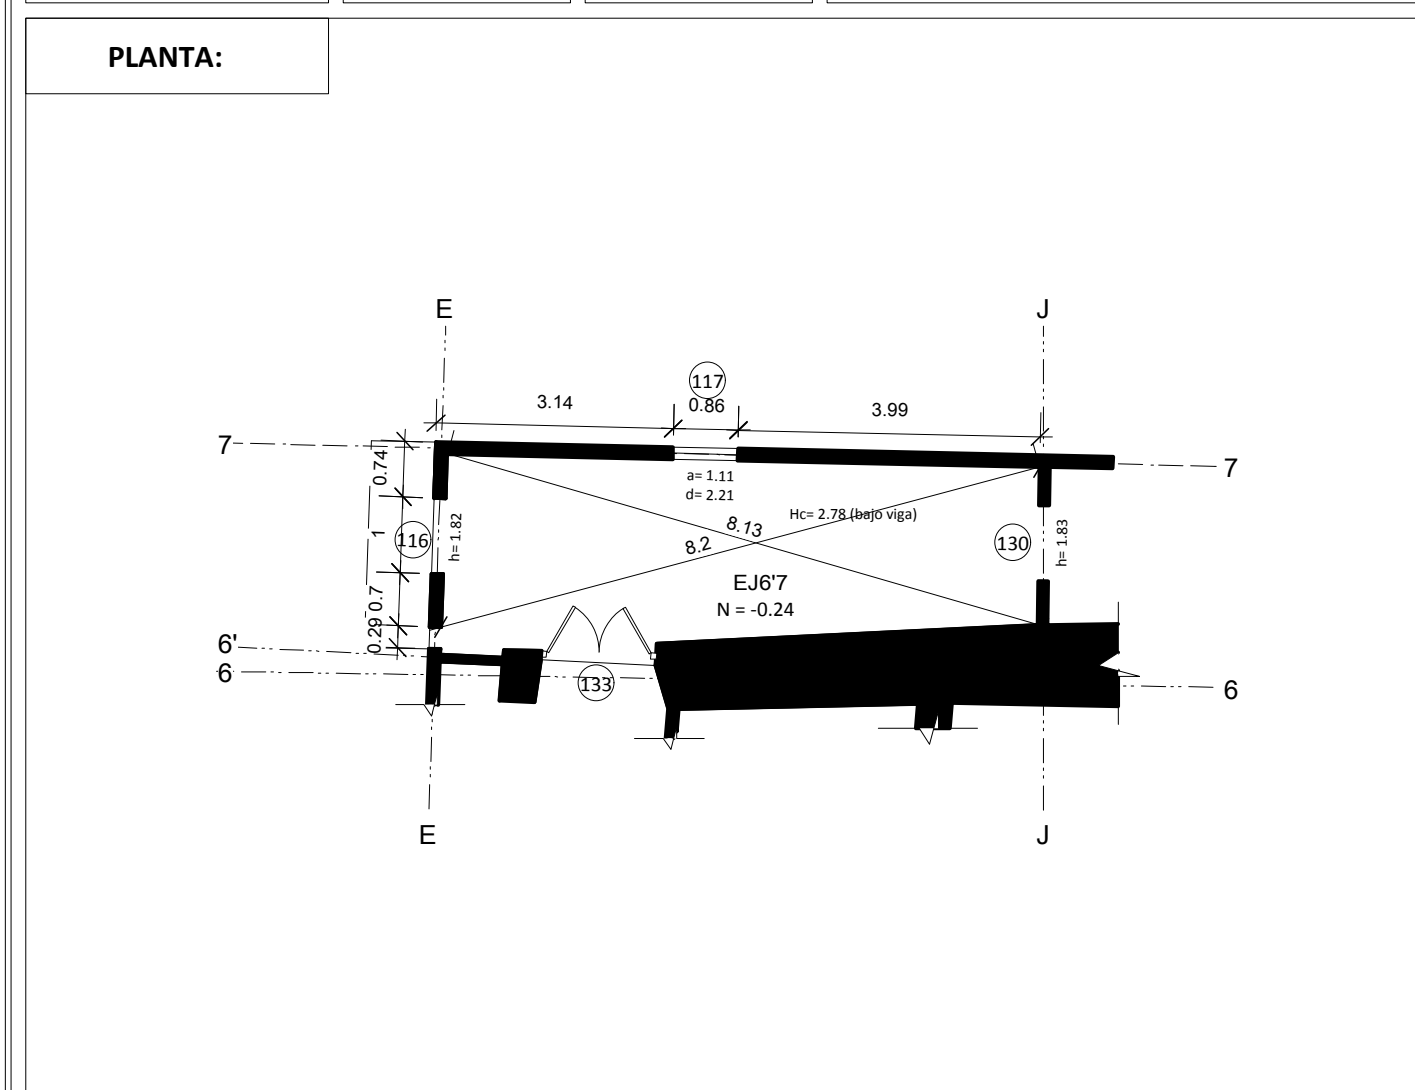 PLANTA:
E
J
117
3.14
0.86
3.99
7
7
0.74
a= 1.11
d= 2.21
Hc= 2.78 (bajo viga)
8.13
8.2
1
116
h= 1.82
130
h= 1.83
EJ6'7
N = -0.24
0.7
0.29
6'
6
133
6
E
J